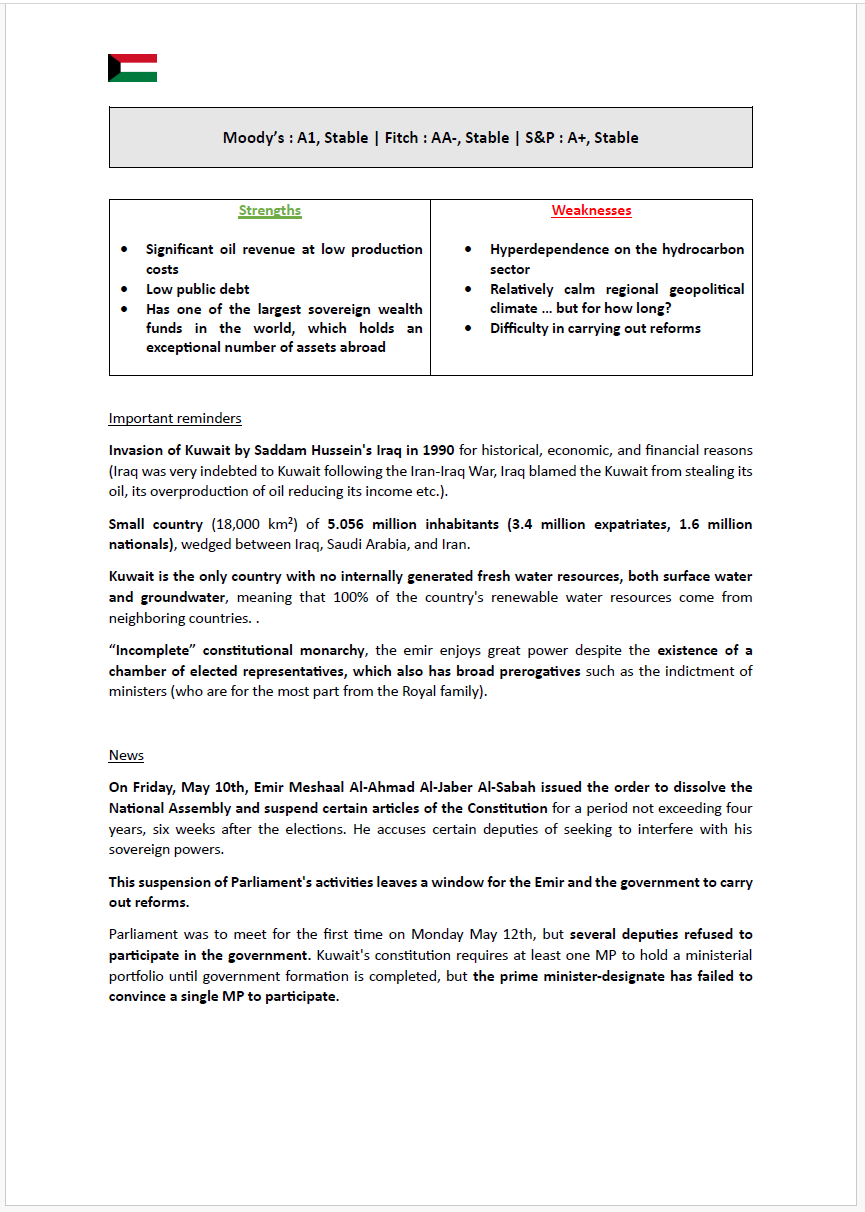 Moody’s : A1, Stable | Fitch : AA-, Stable | S&P : A+, Stable
Strengths
Significant oil revenue at low production
costs
Low public debt
Has one of the largest sovereign wealth
funds in the world, which holds an
exceptional number of assets abroad
Weaknesses
Hyperdependence on the hydrocarbon
sector
Relatively calm regional geopolitical
climate … but for how long?
Difficulty in carrying out reforms
Important reminders
Invasion of Kuwait by Saddam Hussein's Iraq in 1990 for historical, economic, and financial reasons
(Iraq was very indebted to Kuwait following the Iran-Iraq War, Iraq blamed the Kuwait from stealing its
oil, its overproduction of oil reducing its income etc.).
Small country (18,000 km²) of 5.056 million inhabitants (3.4 million expatriates, 1.6 million
nationals), wedged between Iraq, Saudi Arabia, and Iran.
Kuwait is the only country with no internally generated fresh water resources, both surface water
and groundwater, meaning that 100% of the country's renewable water resources come from
neighboring countries. .
“Incomplete” constitutional monarchy, the emir enjoys great power despite the existence of a
chamber of elected representatives, which also has broad prerogatives such as the indictment of
ministers (who are for the most part from the Royal family).
News
On Friday, May 10th, Emir Meshaal Al-Ahmad Al-Jaber Al-Sabah issued the order to dissolve the
National Assembly and suspend certain articles of the Constitution for a period not exceeding four
years, six weeks after the elections. He accuses certain deputies of seeking to interfere with his
sovereign powers.
This suspension of Parliament's activities leaves a window for the Emir and the government to carry
out reforms.
Parliament was to meet for the first time on Monday May 12th, but several deputies refused to
participate in the government. Kuwait's constitution requires at least one MP to hold a ministerial
portfolio until government formation is completed, but the prime minister-designate has failed to
convince a single MP to participate.